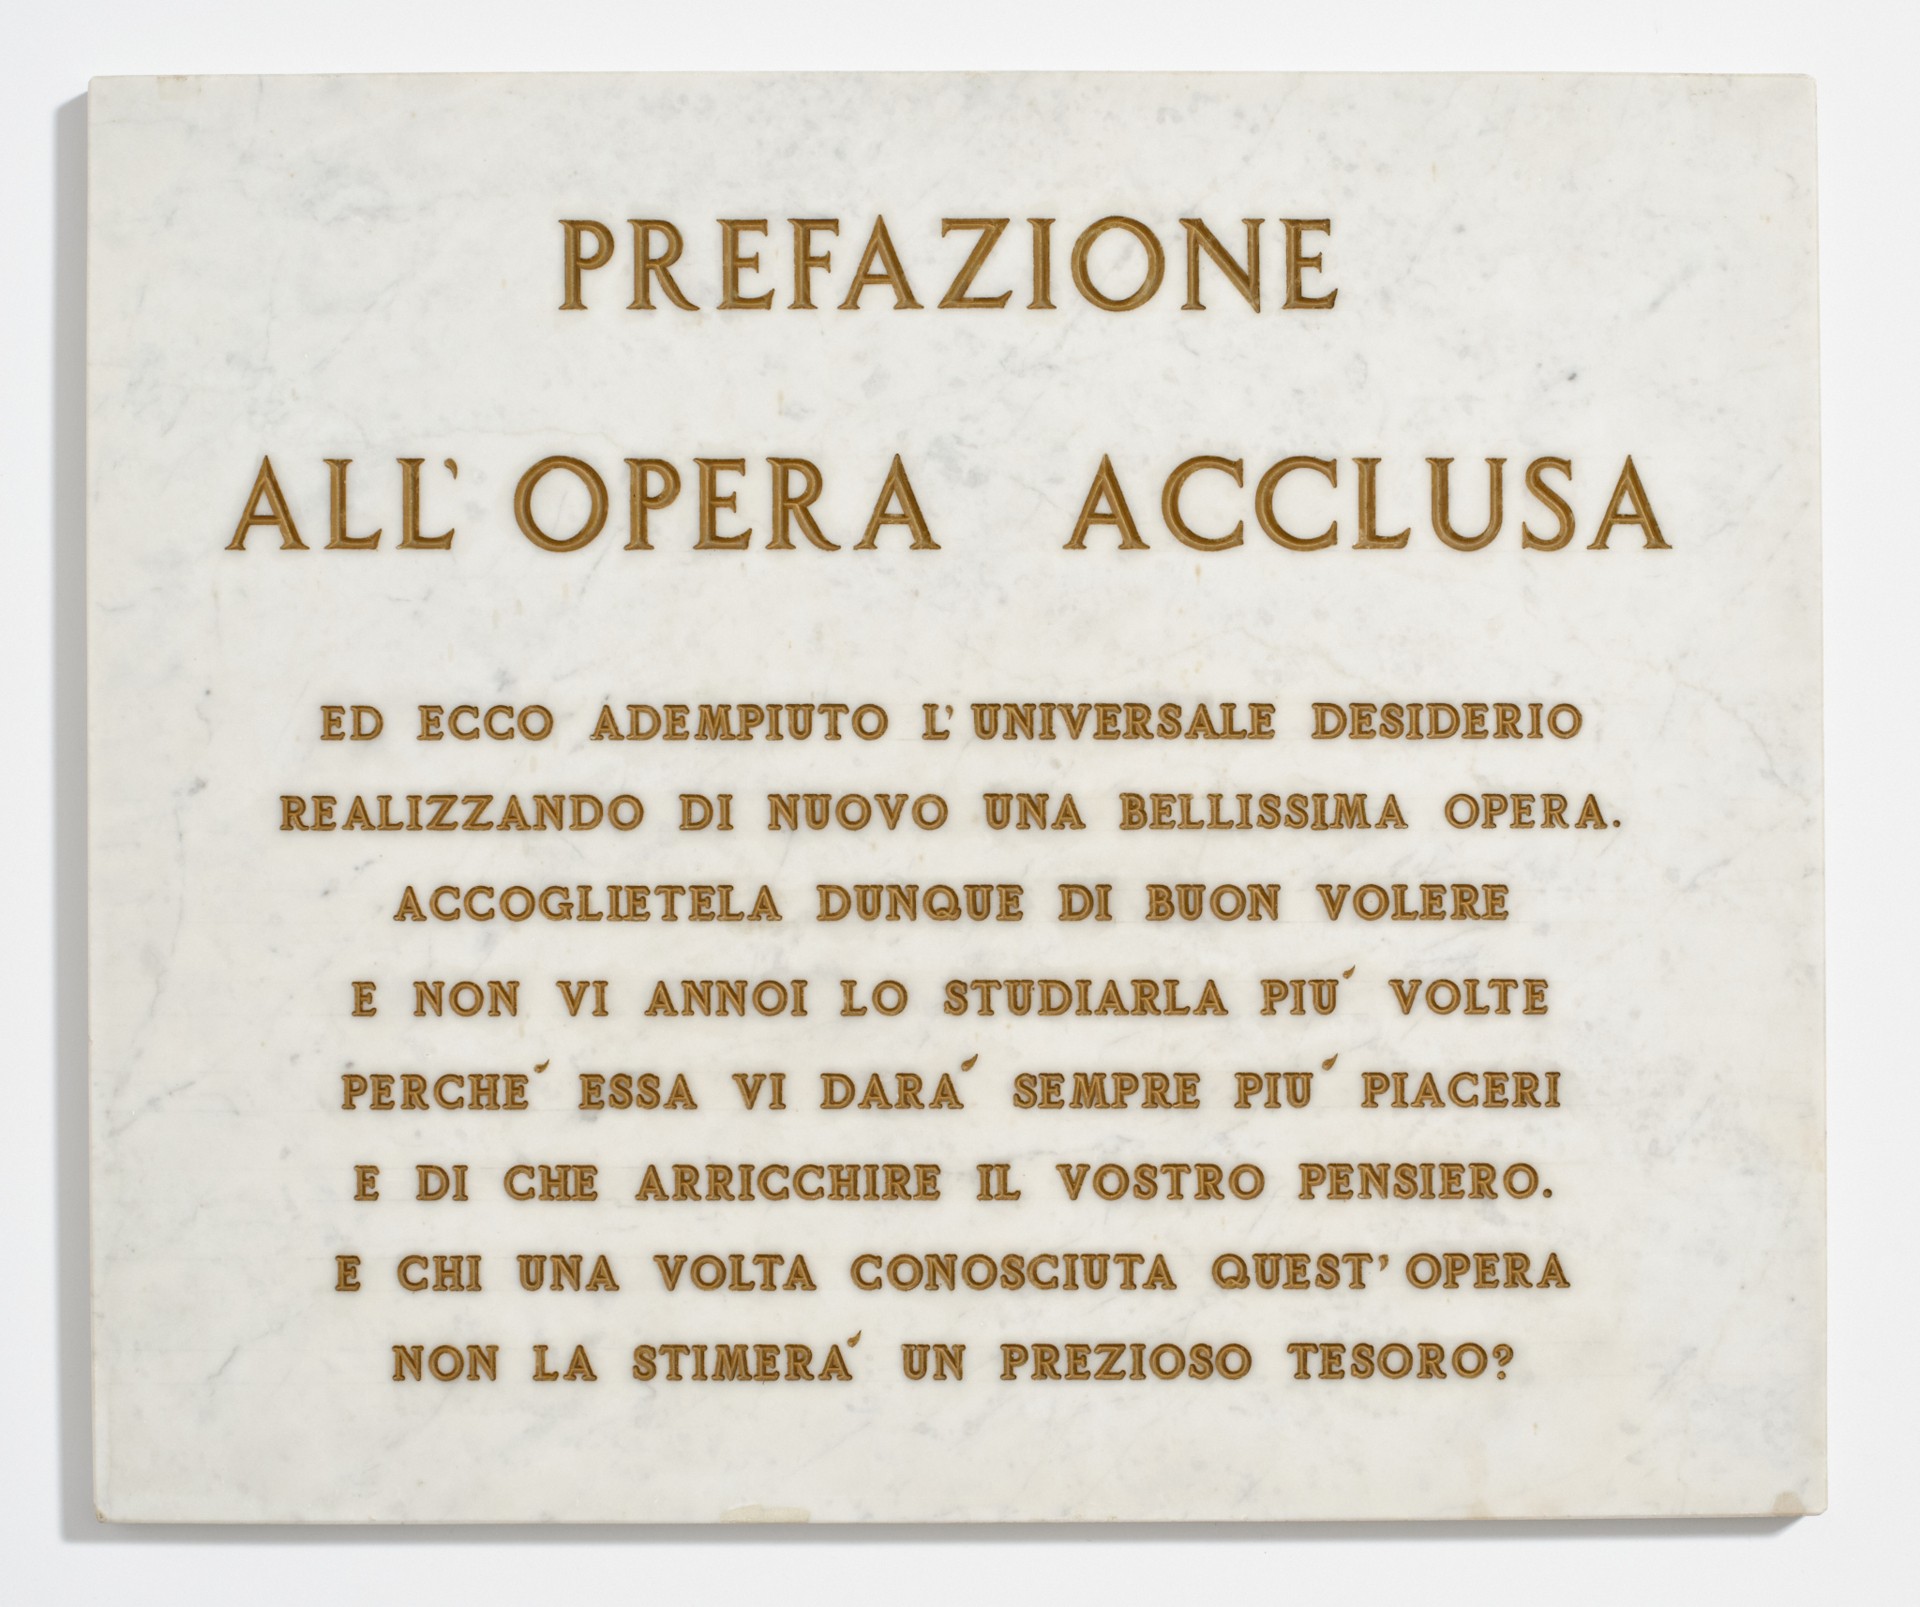 PREFAZIONE
ALL' OPERA ACCLUSA
ED ECCO ADEMPIUTO L' UNIVERSALE DESIDERIO
REALIZZANDO DI NUOVO UNA BELLISSIMA OPERA.
ACCOGLIETELA DUNQUE DI BUON VOLERE
E NON VI ANNOI LO STUDIARLA PIU´ VOLTE
PERCHE´ ESSA VI DARA´ SEMPRE PIU´ PIACERI
E DI CHE ARRICCHIRE IL VOSTRO PENSIERO.
E CHI UNA VOLTA CONOSCIUTA QUEST' OPERA
NON LA STIMERA´ UN PREZIOSO TESORO?